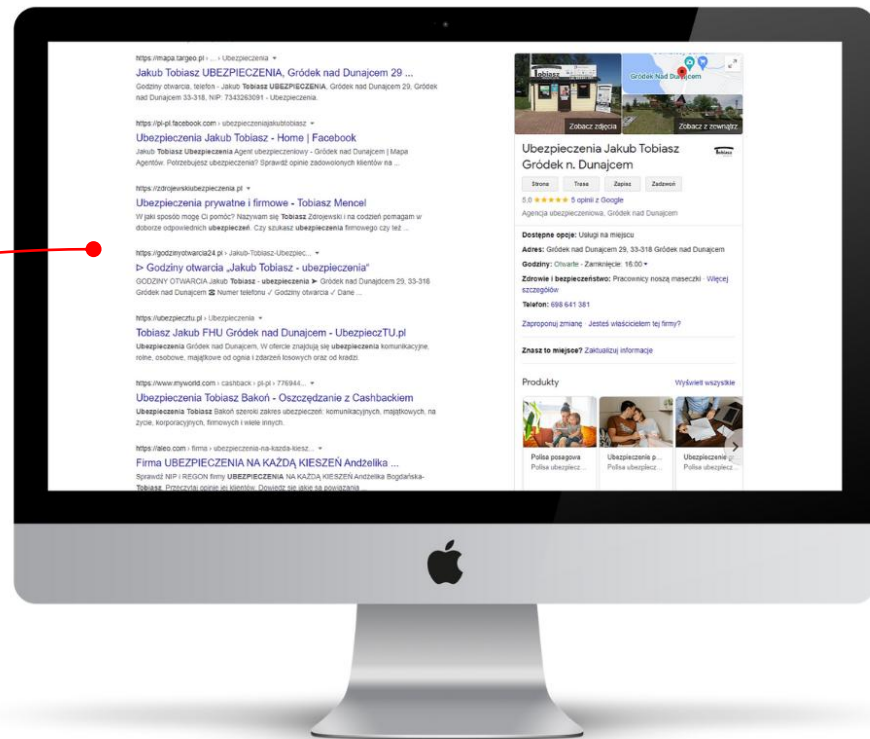 https://mapa.targeo.pl › ... › Ubezpieczenia
Jakub Tobiasz UBEZPIECZENIA, Gródek nad Dunajcem 29 ...
Godziny otwarcia, telefon - Jakub Tobiasz UBEZPIECZENIA, Gródek nad Dunajcem 29, Gródek
nad Dunajcem 33-318, NIP: 7343263091 - Ubezpieczenia.
https://pl-pl.facebook.com › ubezpieczeniajakubtobiasz
Ubezpieczenia Jakub Tobiasz - Home | Facebook
Jakub Tobiasz Ubezpieczenia Agent ubezpieczeniowy - Gródek nad Dunajcem | Mapa
Agentów. Potrzebujesz ubezpieczenia? Sprawdź opinie zadowolonych klientów na ...
https://zdrojewskiubezpieczenia.pl
Ubezpieczenia prywatne i firmowe - Tobiasz Mencel
W jaki sposób mogę Ci pomóc? Nazywam się Tobiasz Zdrojewski i na codzień pomagam w
doborze odpowiednich ubezpieczeń. Czy szukasz ubezpieczenia firmowego czy też ...
https://godzinyotwarcia24.pl › Jakub-Tobiasz-Ubezpiec...
ᐅ Godziny otwarcia „Jakub Tobiasz - ubezpieczenia"
GODZINY OTWARCIA Jakub Tobiasz - ubezpieczenia ➤ Gródek nad Dunajdcem 29, 33-318
Gródek nad Dunajcem ☎ Numer telefonu ✓ Godziny otwarcia ✓ Dane ...
https://ubezpiecztu.pl › Ubezpieczenia
Tobiasz Jakub FHU Gródek nad Dunajcem - UbezpieczTU.pl
Ubezpieczenia Gródek nad Dunajcem. W ofercie znajdują się ubezpieczenia komunikacyjne,
rolne, osobowe, majątkowe od ognia i zdarzeń losowych oraz od kradzi.
https://www.myworld.com › cashback › pl-pl › 776944...
Ubezpieczenia Tobiasz Bakoń - Oszczędzanie z Cashbackiem
Ubezpieczenia Tobiasz Bakoń szeroki zakres ubezpieczeń: komunikacyjnych, majątkowych, na
życie, korporacyjnych, firmowych i wiele innych.
https://aleo.com › firma › ubezpieczenia-na-kazda-kiesz...
Firma UBEZPIECZENIA NA KAŻDĄ KIESZEŃ Andżelika ...
Sprawdź NIP i REGON firmy UBEZPIECZENIA NA KAŻDĄ KIESZEŃ Andżelika Bogdańska-
Tobiasz. Przeczytaj opinie jej klientów. Dowiedz się jakie są powiązania ...
Tobiasz
Gródek Nad Dunajcem
Zobacz zdjęcia
Zobacz z zewnątrz
Ubezpieczenia Jakub Tobiasz
Gródek n. Dunajcem
Tobiasz
Strona Trasa Zapisz Zadzwoń
5,0 ★★★★★ 5 opinii z Google
Agencja ubezpieczeniowa, Gródek nad Dunajcem
Dostępne opcje: Usługi na miejscu
Adres: Gródek nad Dunajcem 29, 33-318 Gródek nad Dunajcem
Godziny: Otwarte ⋅ Zamknięcie: 16:00
Zdrowie i bezpieczeństwo: Pracownicy noszą maseczki · Więcej
szczegółów
Telefon: 698 641 381
Zaproponuj zmianę · Jesteś właścicielem tej firmy?
Znasz to miejsce? Zaktualizuj informacje
Produkty
Wyświetl wszystkie
Polisa posagowa
Polisa ubezpiecz...
Ubezpieczenie p...
Polisa ubezpiecz...
Ubezpieczenie
Polisa ubezpiecz...